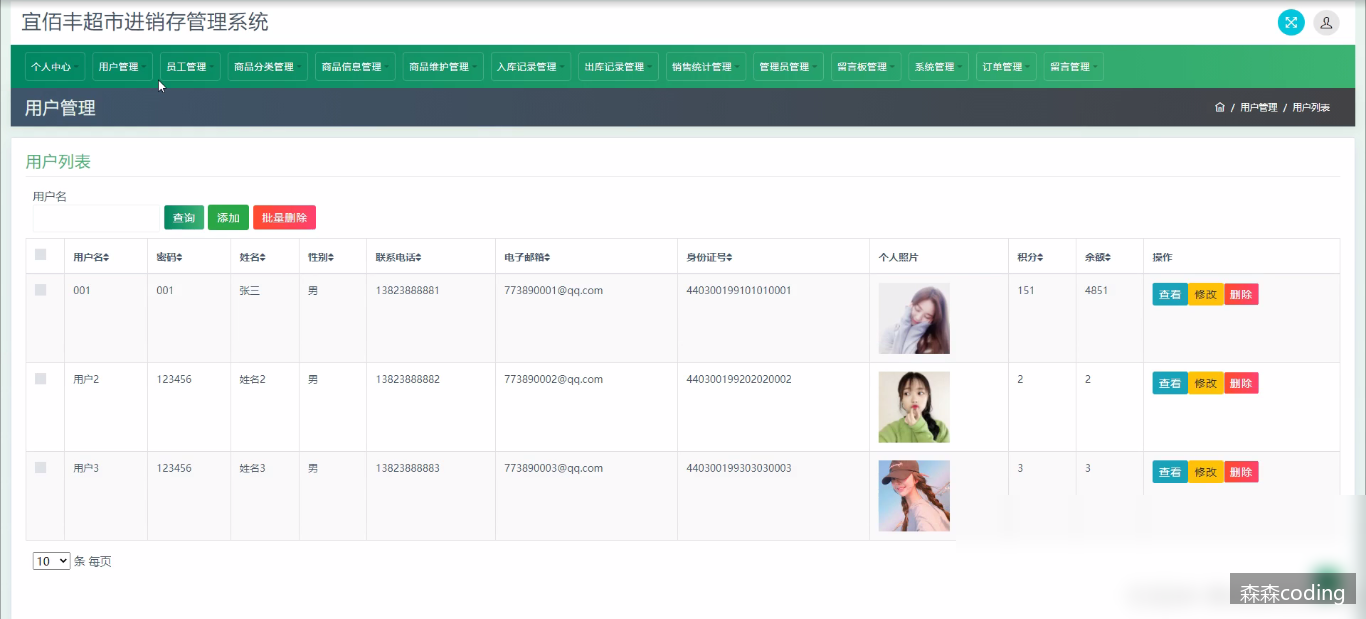 宜佰丰超市进销存管理系统
个人中心 用户管理 员工管理 商品分类管理 商品信息管理 商品维护管理 入库记录管理 出库记录管理 销售统计管理 管理员管理 留言板管理 系统管理 订单管理 留言管理
用户管理 / 用户管理 / 用户列表
用户列表
用户名
查询 添加 批量删除
用户名 密码 姓名 性别 联系电话 电子邮箱 身份证号 个人照片 积分 余额 操作
001 001 张三 男 13823888881 773890001@qq.com 440300199101010001 151 4851 查看 修改 删除
用户2 123456 姓名2 男 13823888882 773890002@qq.com 440300199202020002 2 2 查看 修改 删除
用户3 123456 姓名3 男 13823888883 773890003@qq.com 440300199303030003 3 3 查看 修改 删除
10 条 每页
森森coding